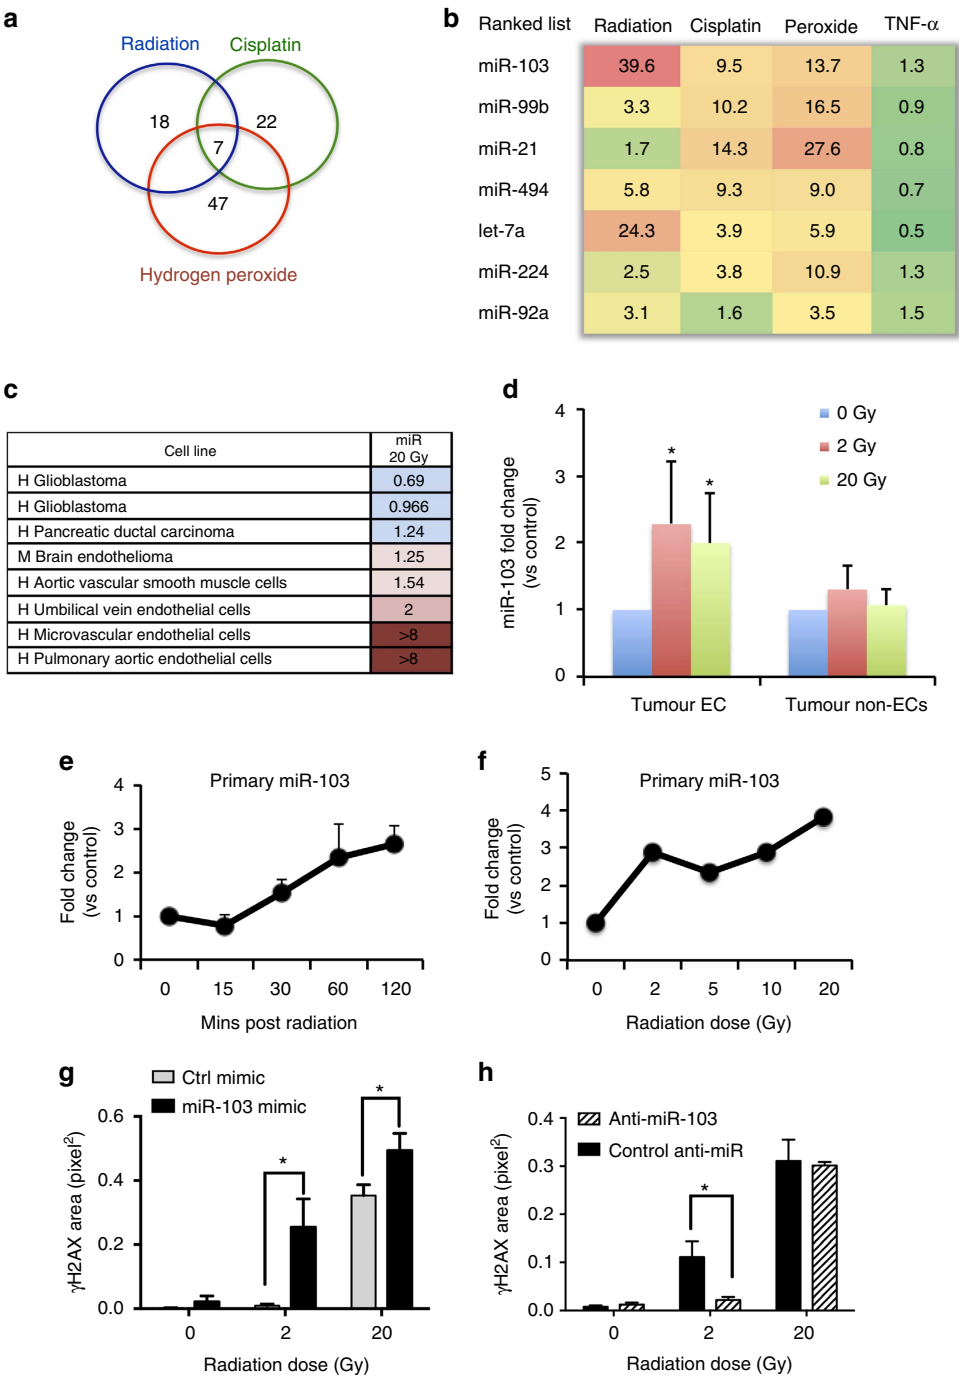 a
Radiation
Cisplatin
18
22
7
47
Hydrogen peroxide
b
Ranked list Radiation Cisplatin Peroxide TNF-α
miR-103 39.6 9.5 13.7 1.3
miR-99b 3.3 10.2 16.5 0.9
miR-21 1.7 14.3 27.6 0.8
miR-494 5.8 9.3 9.0 0.7
let-7a 24.3 3.9 5.9 0.5
miR-224 2.5 3.8 10.9 1.3
miR-92a 3.1 1.6 3.5 1.5
c
Cell line miR 20 Gy
H Glioblastoma 0.69
H Glioblastoma 0.966
H Pancreatic ductal carcinoma 1.24
M Brain endothelioma 1.25
H Aortic vascular smooth muscle cells 1.54
H Umbilical vein endothelial cells 2
H Microvascular endothelial cells >8
H Pulmonary aortic endothelial cells >8
d
miR-103 fold change
(vs control)
4
3
2
1
0
0 Gy
2 Gy
20 Gy
*
*
Tumour EC
Tumour non-ECs
e
Primary miR-103
Fold change
(vs control)
4
3
2
1
0
0 15 30 60 120
Mins post radiation
f
Primary miR-103
Fold change
(vs control)
5
4
3
2
1
0
0 2 5 10 20
Radiation dose (Gy)
g
Ctrl mimic
miR-103 mimic
γH2AX area (pixel²)
0.6
0.4
0.2
0.0
*
*
0 2 20
Radiation dose (Gy)
h
Anti-miR-103
Control anti-miR
γH2AX area (pixel²)
0.4
0.3
0.2
0.1
0.0
*
0 2 20
Radiation dose (Gy)